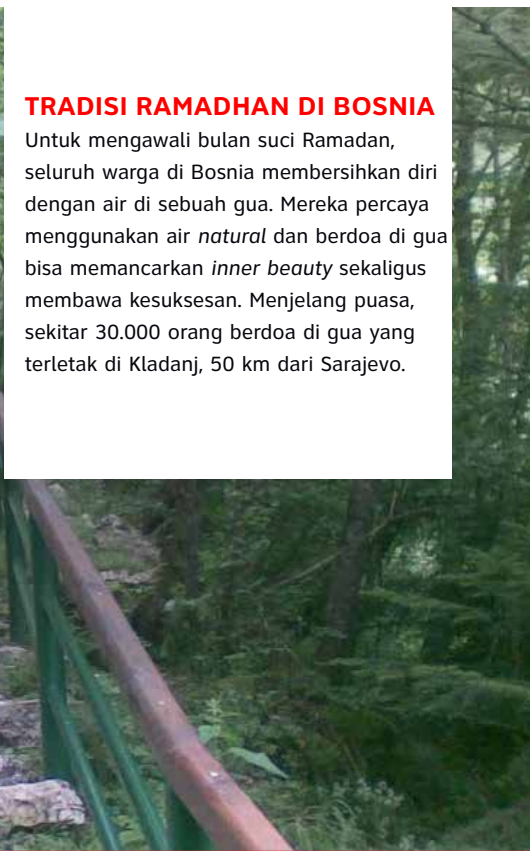 TRADISI RAMADHAN DI BOSNIA
Untuk mengawali bulan suci Ramadan,
seluruh warga di Bosnia membersihkan diri
dengan air di sebuah gua. Mereka percaya
menggunakan air natural dan berdoa di gua
bisa memancarkan inner beauty sekaligus
membawa kesuksesan. Menjelang puasa,
sekitar 30.000 orang berdoa di gua yang
terletak di Kladanj, 50 km dari Sarajevo.